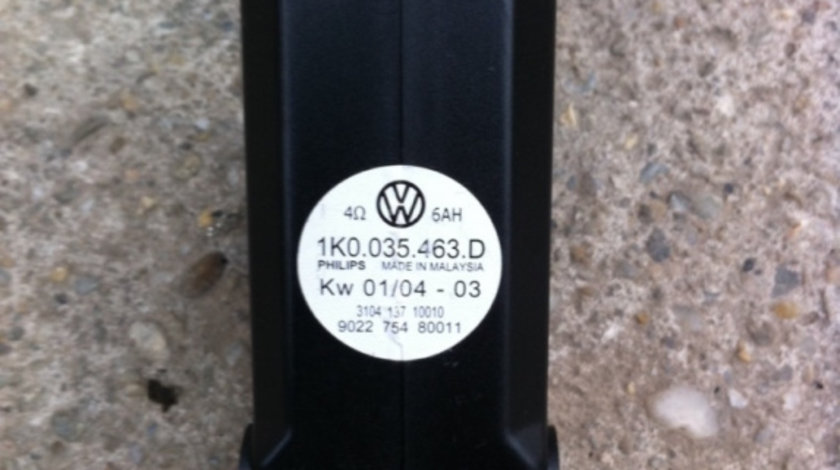 4Ω 6AH
1K0.035.463.D
PHILIPS MADE IN MALAYSIA
Kw 01/04 - 03
3104 137 10010
9022 754 80011